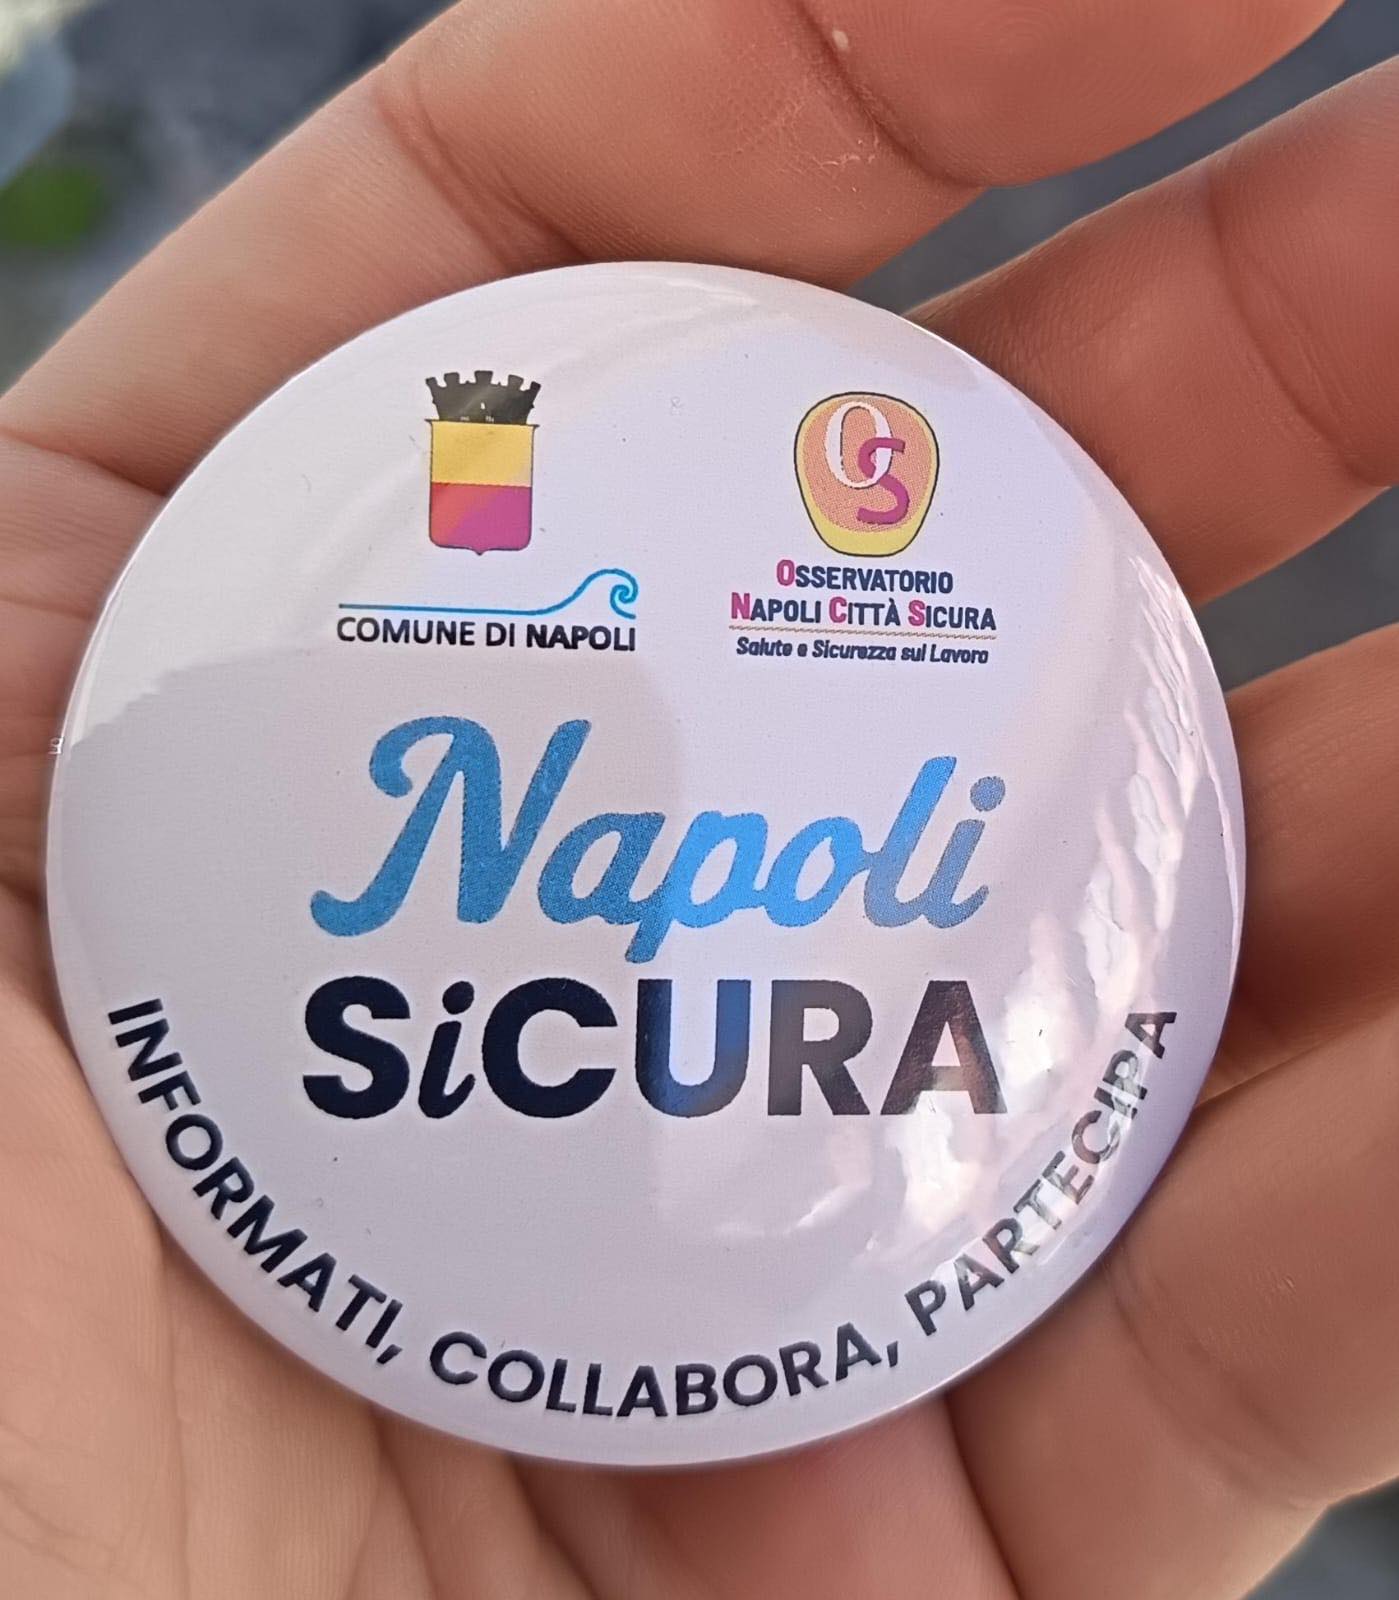 COMUNE DI NAPOLI
OS
OSSERVATORIO
NAPOLI CITTÀ SICURA
Salute e Sicurezza sul Lavoro
Napoli
SiCURA
INFORMATI, COLLABORA, PARTECIPA